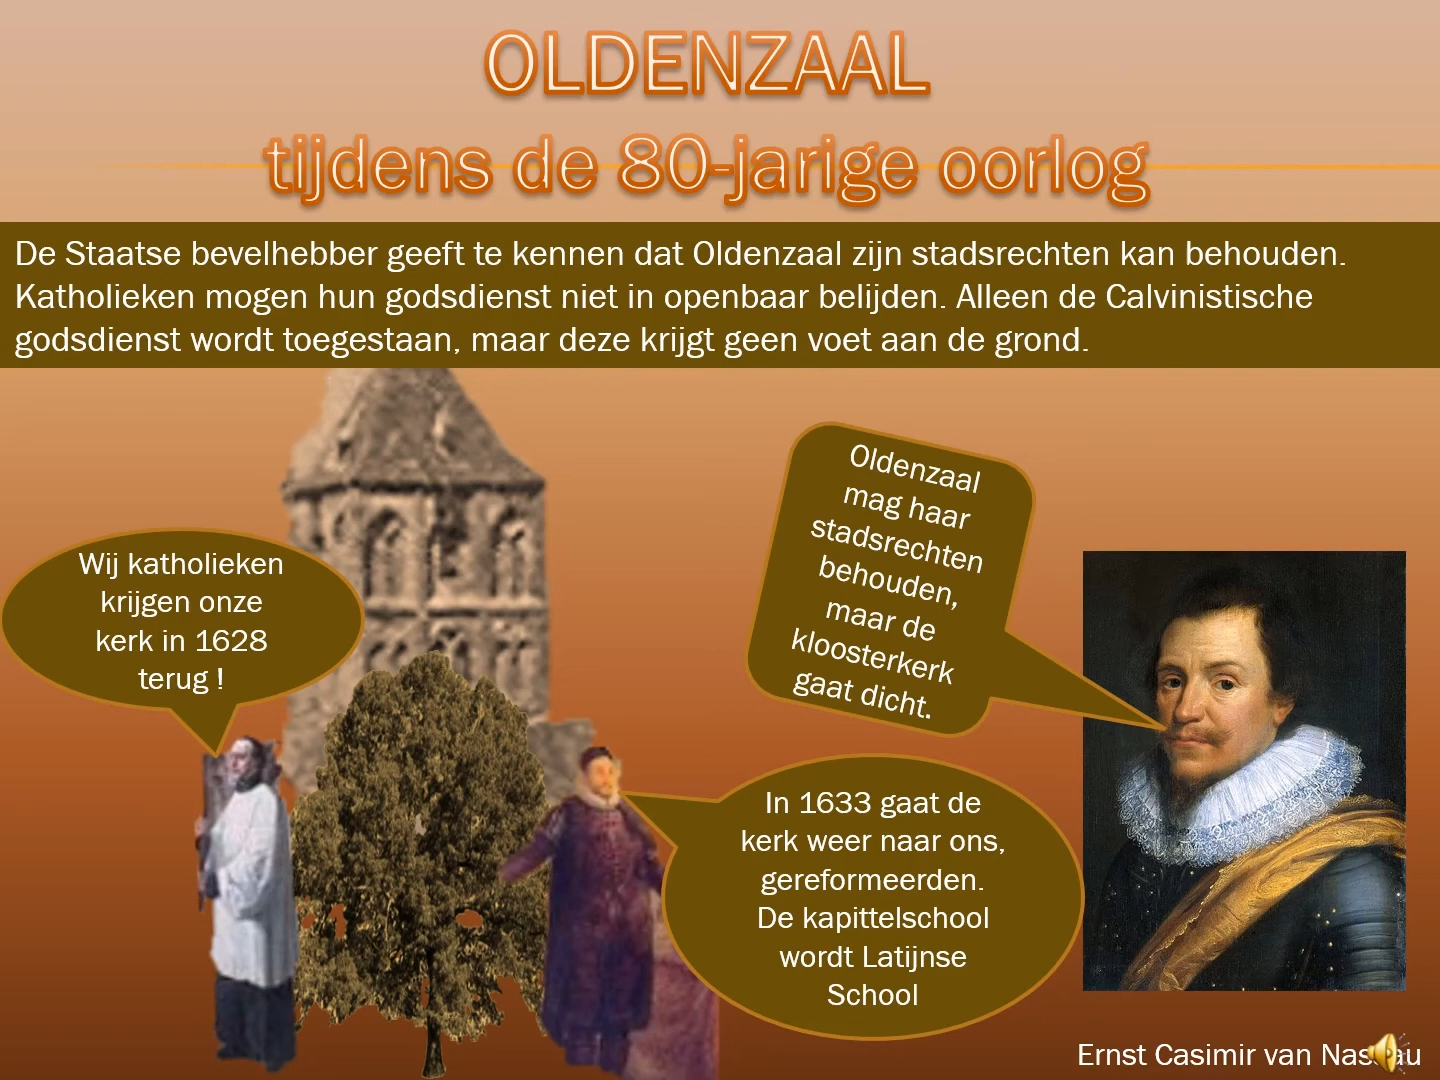 OLDENZAAL
tijdens de 80-jarige oorlog
De Staatse bevelhebber geeft te kennen dat Oldenzaal zijn stadsrechten kan behouden.
Katholieken mogen hun godsdienst niet in openbaar belijden. Alleen de Calvinistische
godsdienst wordt toegestaan, maar deze krijgt geen voet aan de grond.
Wij katholieken
krijgen onze
kerk in 1628
terug !
Oldenzaal
mag haar
stadsrechten
behouden,
maar de
kloosterkerk
gaat dicht.
In 1633 gaat de
kerk weer naar ons,
gereformeerden.
De kapittelschool
wordt Latijnse
School
Ernst Casimir van Nassau